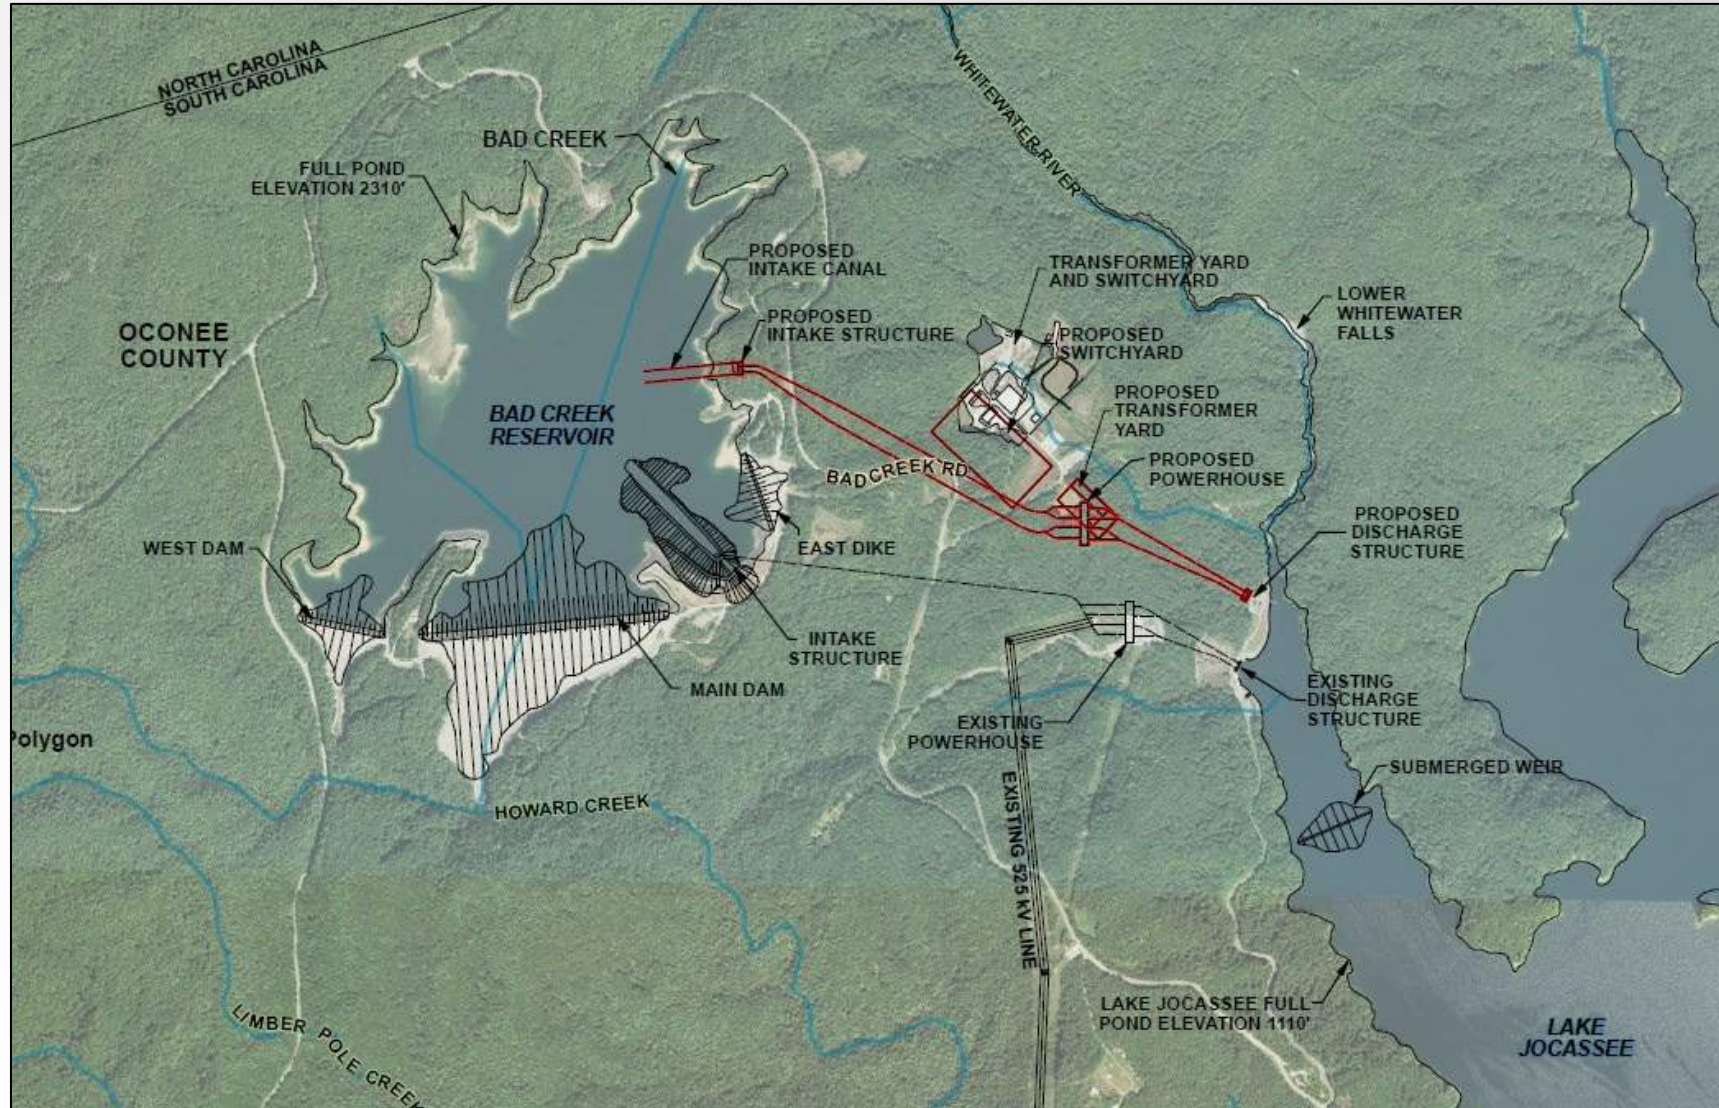 NORTH CAROLINA
SOUTH CAROLINA
BAD CREEK
FULL POND
ELEVATION 2310'
WHITEWATER RIVER
PROPOSED
INTAKE CANAL
TRANSFORMER YARD
AND SWITCHYARD
LOWER
WHITEWATER
FALLS
OCONEE
COUNTY
PROPOSED
INTAKE STRUCTURE
PROPOSED
SWITCHYARD
BAD CREEK
RESERVOIR
PROPOSED
TRANSFORMER
YARD
BAD CREEK RD
PROPOSED
POWERHOUSE
PROPOSED
DISCHARGE
STRUCTURE
WEST DAM
EAST DIKE
INTAKE
STRUCTURE
MAIN DAM
EXISTING
DISCHARGE
STRUCTURE
EXISTING
POWERHOUSE
Polygon
SUBMERGED WEIR
HOWARD CREEK
EXISTING 525 kV LINE
LIMBER POLE CREEK
LAKE JOCASSEE FULL
POND ELEVATION 1110'
LAKE
JOCASSEE